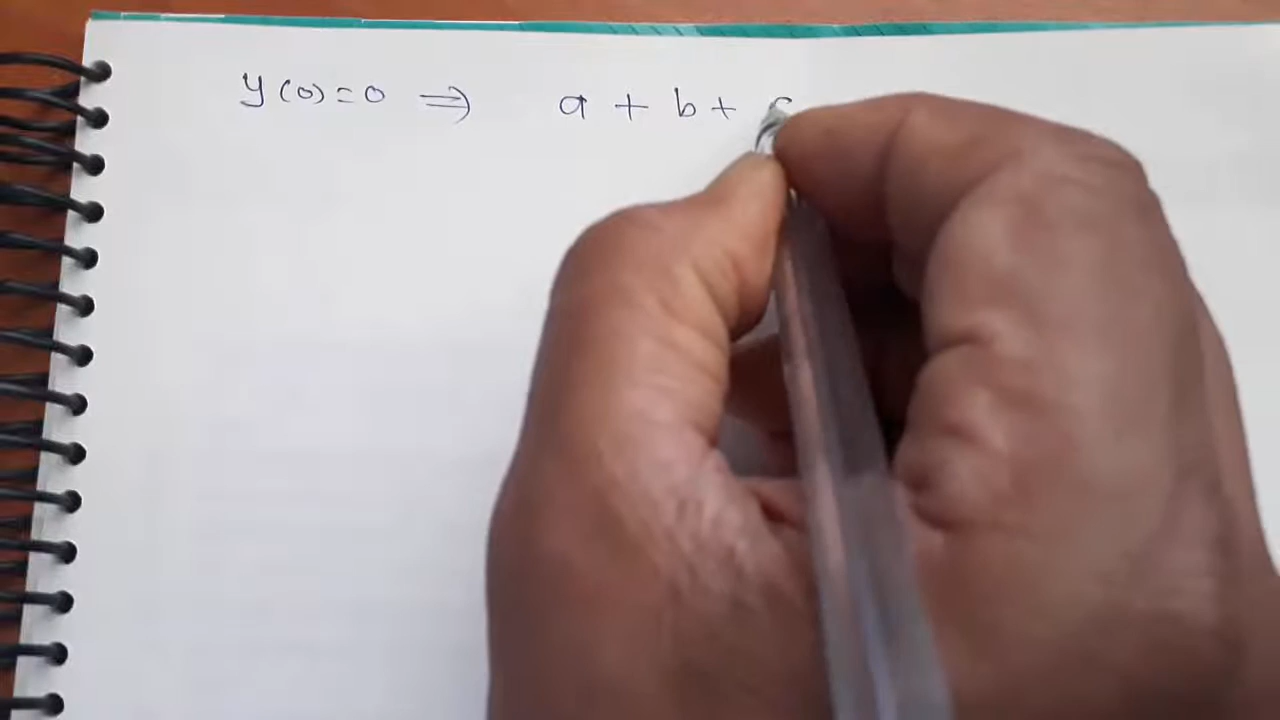 y(0)=0 ⇒ a + b +